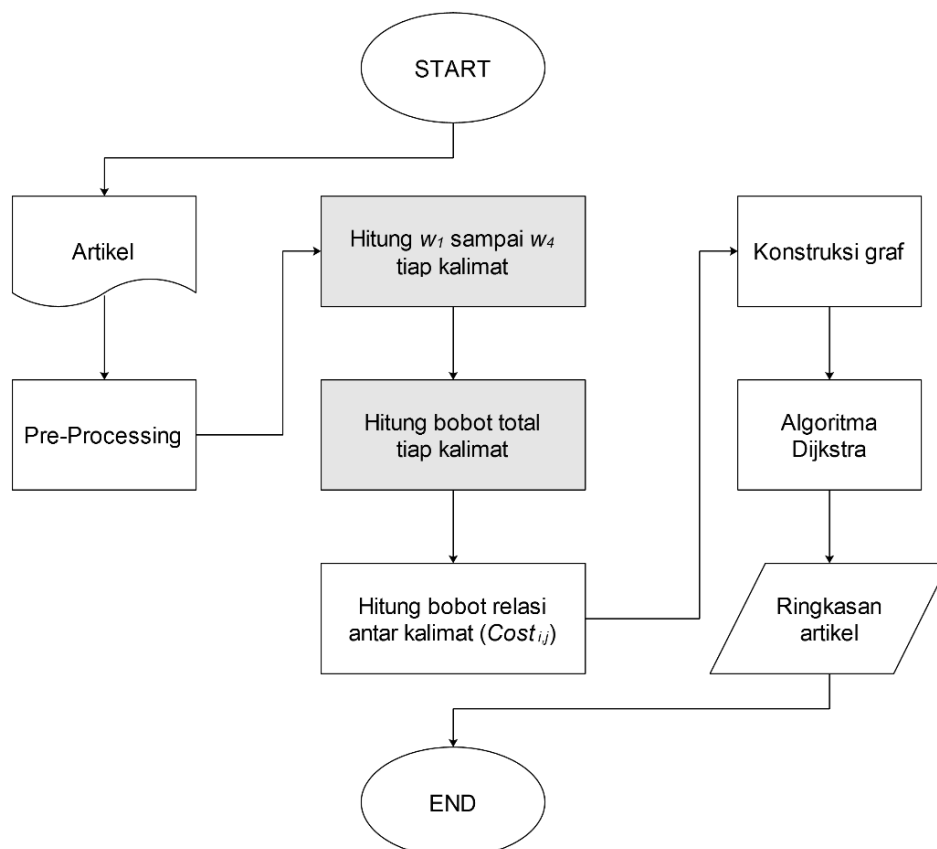 START
Artikel
Pre-Processing
Hitung w₁ sampai w₄
tiap kalimat
Hitung bobot total
tiap kalimat
Hitung bobot relasi
antar kalimat (Cost i,j)
Konstruksi graf
Algoritma
Dijkstra
Ringkasan
artikel
END